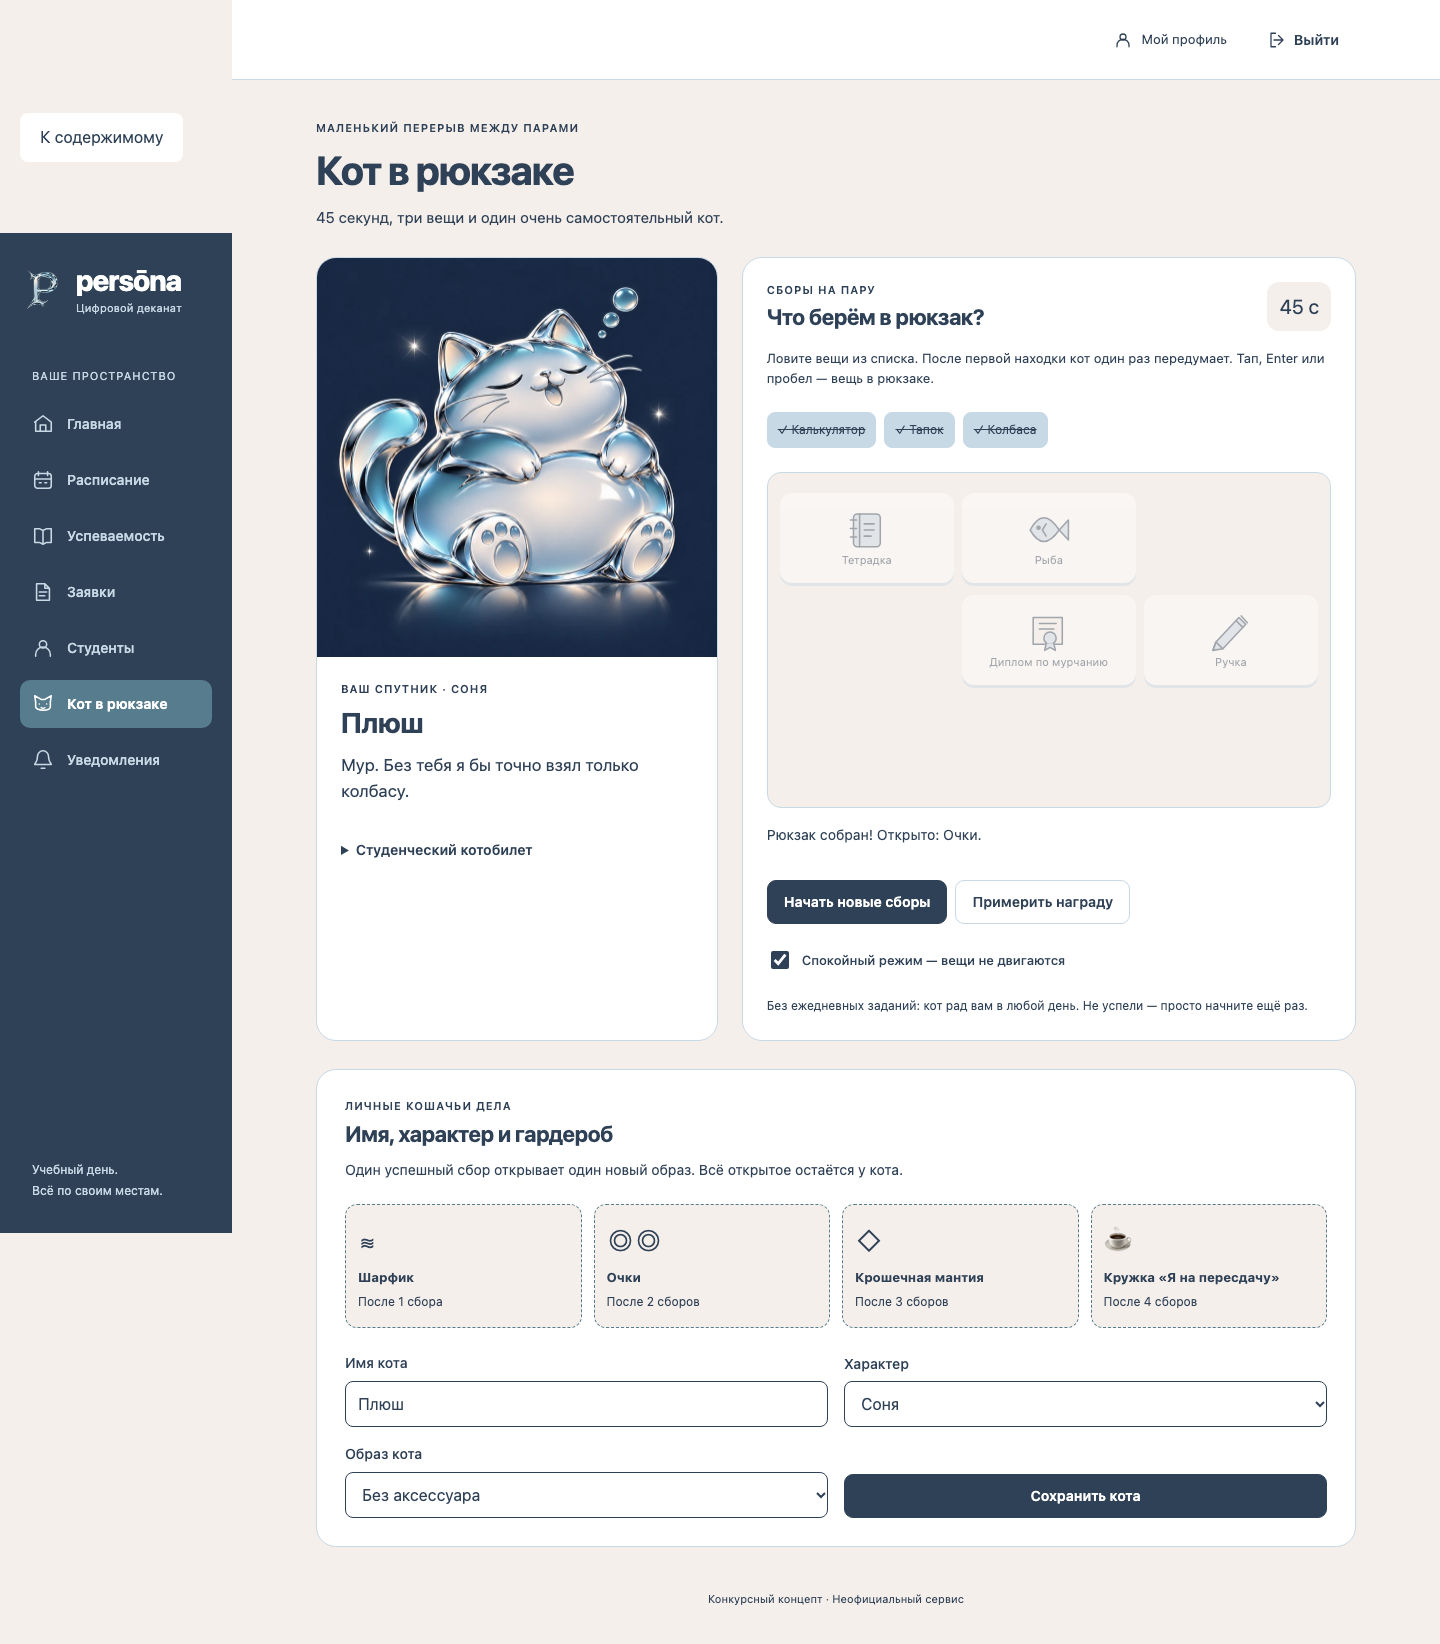 Мой профиль
Выйти
К содержимому
persōna
Цифровой деканат
ВАШЕ ПРОСТРАНСТВО
Главная
Расписание
Успеваемость
Заявки
Студенты
Кот в рюкзаке
Уведомления
Учебный день.
Всё по своим местам.
МАЛЕНЬКИЙ ПЕРЕРЫВ МЕЖДУ ПАРАМИ
Кот в рюкзаке
45 секунд, три вещи и один очень самостоятельный кот.
ВАШ СПУТНИК · СОНЯ
Плюш
Мур. Без тебя я бы точно взял только
колбасу.
Студенческий котобилет
СБОРЫ НА ПАРУ
Что берём в рюкзак?
45 с
Ловите вещи из списка. После первой находки кот один раз передумает. Тап, Enter или
пробел — вещь в рюкзаке.
✓ Калькулятор
✓ Тапок
✓ Колбаса
Тетрадка
Рыба
Диплом по мурчанию
Ручка
Рюкзак собран! Открыто: Очки.
Начать новые сборы
Примерить награду
Спокойный режим — вещи не двигаются
Без ежедневных заданий: кот рад вам в любой день. Не успели — просто начните ещё раз.
ЛИЧНЫЕ КОШАЧЬИ ДЕЛА
Имя, характер и гардероб
Один успешный сбор открывает один новый образ. Всё открытое остаётся у кота.
Шарфик
После 1 сбора
Очки
После 2 сборов
Крошечная мантия
После 3 сборов
Кружка «Я на пересдачу»
После 4 сборов
Имя кота
Плюш
Характер
Соня
Образ кота
Без аксессуара
Сохранить кота
Конкурсный концепт · Неофициальный сервис